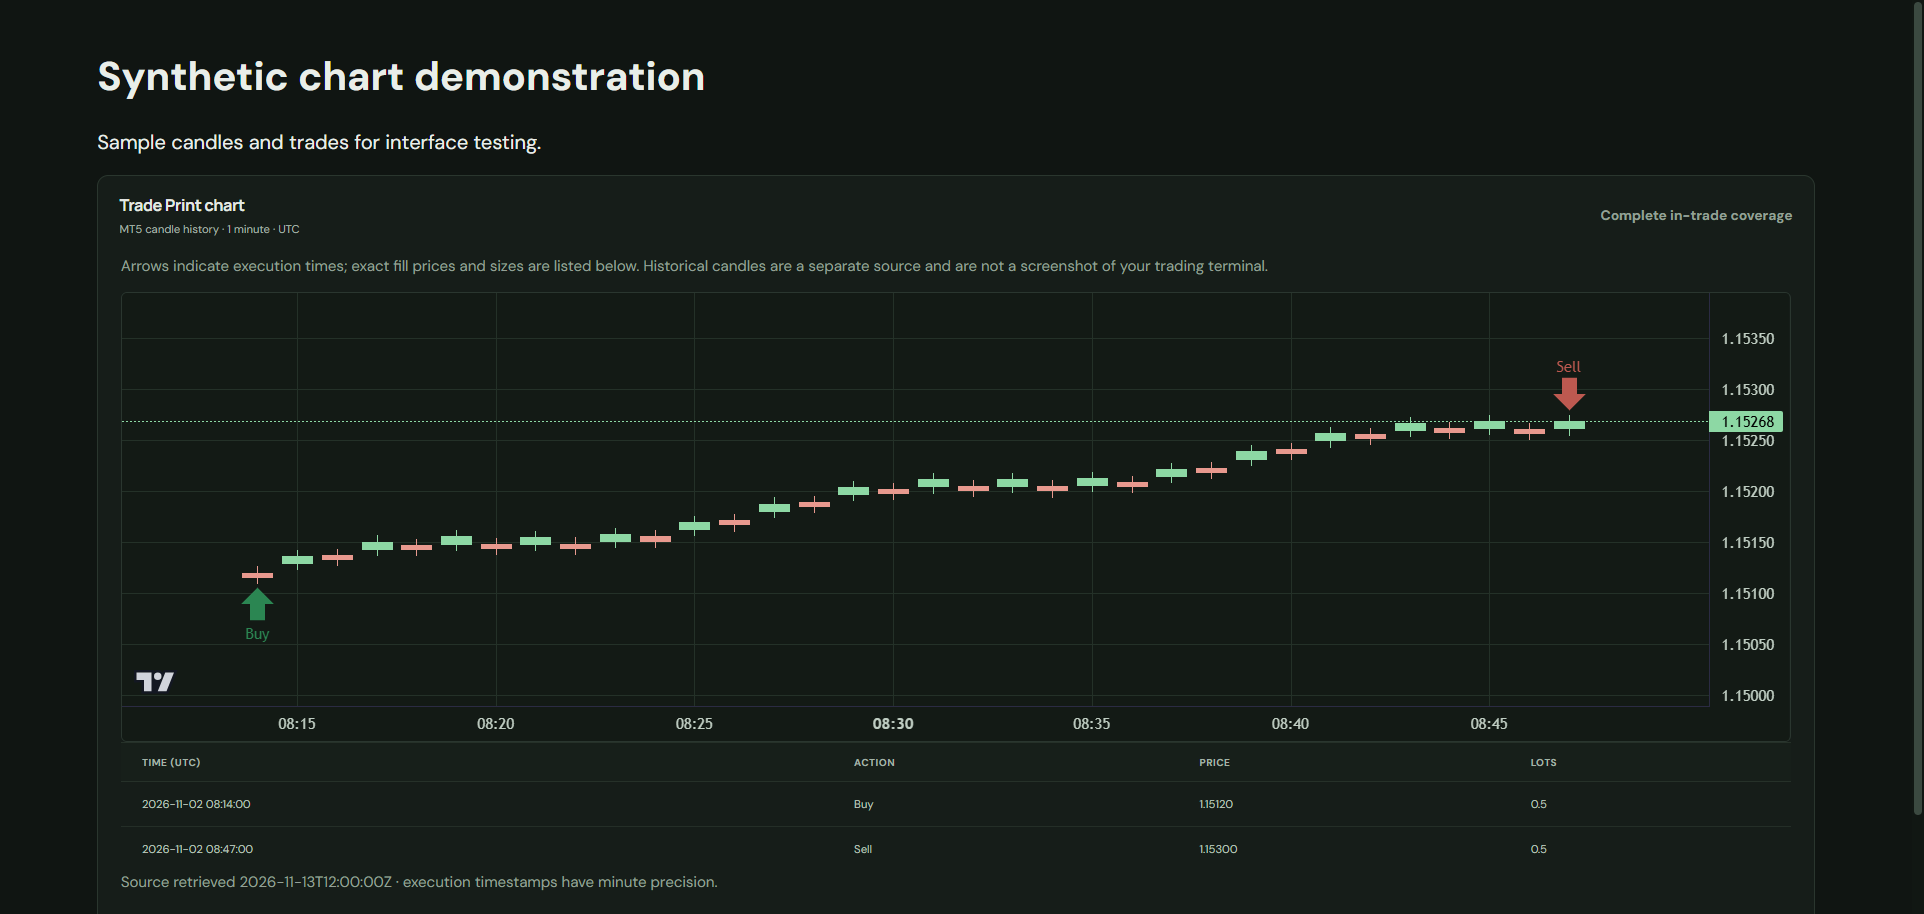 Synthetic chart demonstration
Sample candles and trades for interface testing.
Trade Print chart
MT5 candle history · 1 minute · UTC
Complete in-trade coverage
Arrows indicate execution times; exact fill prices and sizes are listed below. Historical candles are a separate source and are not a screenshot of your trading terminal.
1.15350
Sell
1.15300
1.15268
1.15250
1.15200
1.15150
1.15100
Buy
1.15050
1.15000
08:15 08:20 08:25 08:30 08:35 08:40 08:45
TIME (UTC) ACTION PRICE LOTS
2026-11-02 08:14:00 Buy 1.15120 0.5
2026-11-02 08:47:00 Sell 1.15300 0.5
Source retrieved 2026-11-13T12:00:00Z · execution timestamps have minute precision.